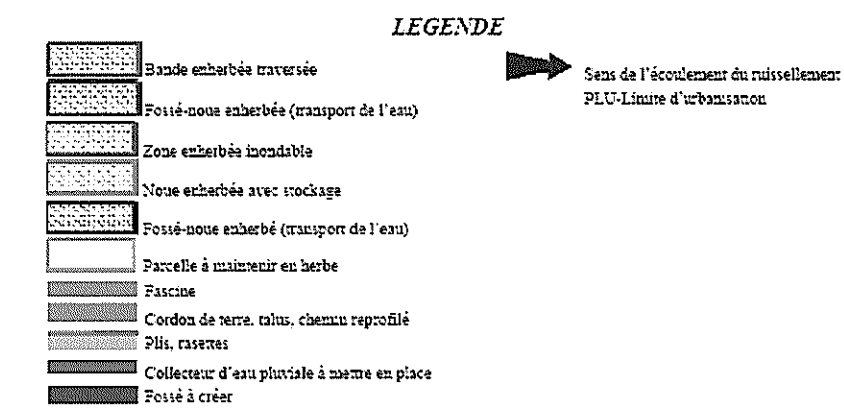 LEGENDE
Bande enherbée traversée
Fossé-noue enherbée (transport de l'eau)
Zone enherbée inondable
Noue enherbée avec stockage
Fossé-noue enherbé (transport de l'eau)
Parcelle à maintenir en herbe
Fascine
Cordon de terre, talus, chemin reprofilé
Plis, rasettes
Collecteur d'eau pluviale à mettre en place
Fossé à créer
Sens de l'écoulement du ruissellement
PLU-Limite d'urbanisation